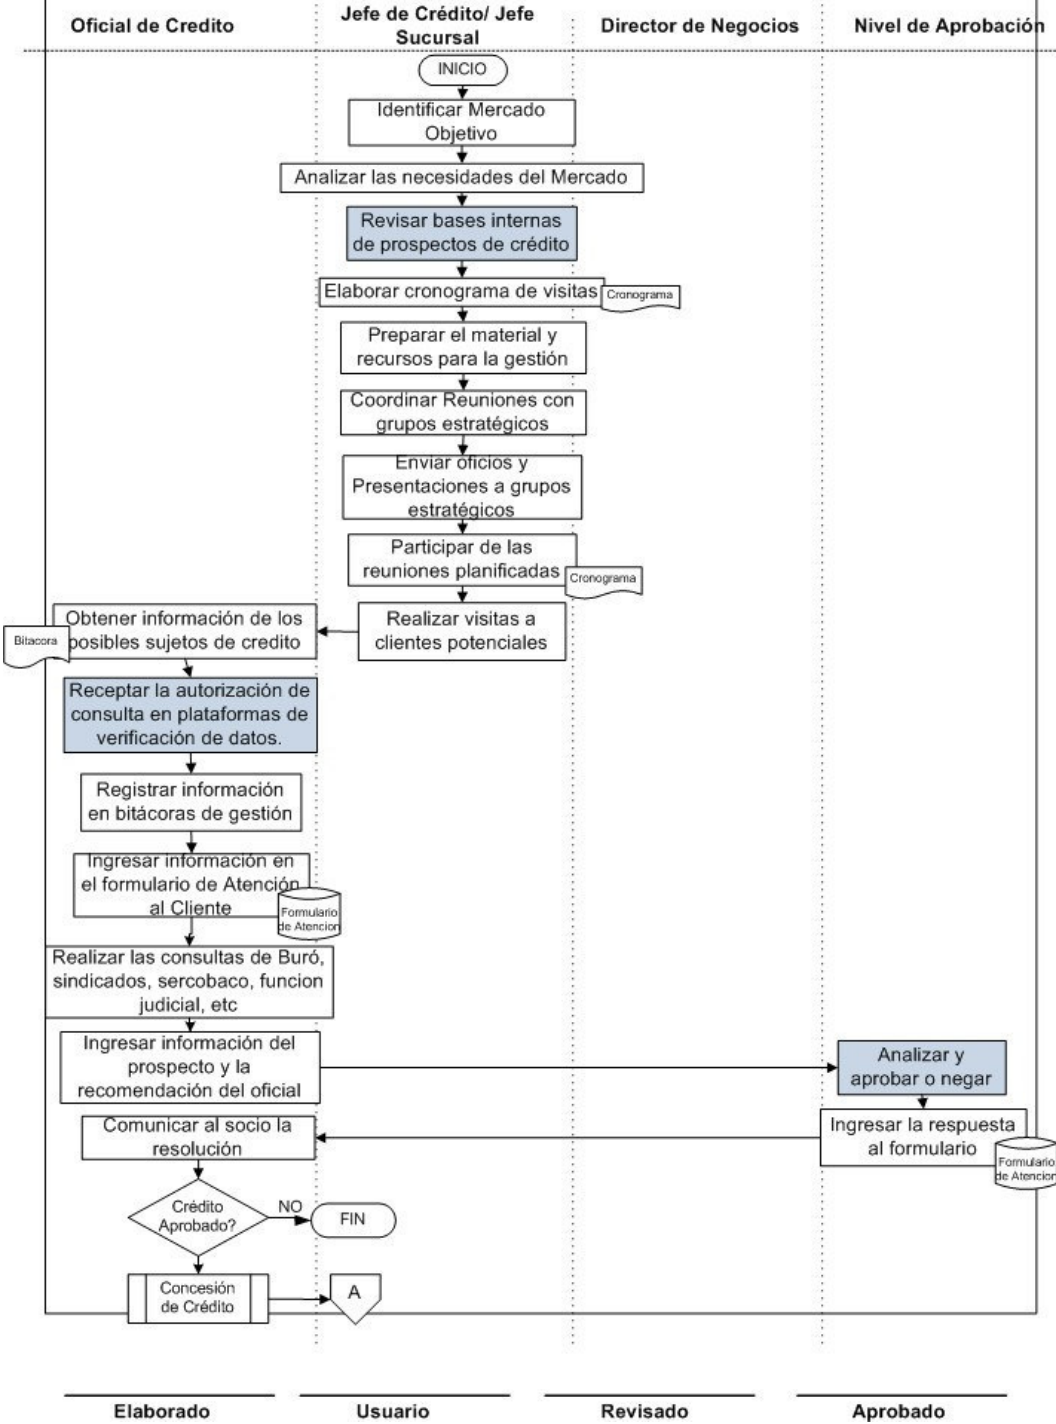 Oficial de Credito
Jefe de Crédito/ Jefe
Sucursal
Director de Negocios
Nivel de Aprobación
INICIO
Identificar Mercado
Objetivo
Analizar las necesidades del Mercado
Revisar bases internas
de prospectos de crédito
Elaborar cronograma de visitas
Cronograma
Preparar el material y
recursos para la gestión
Coordinar Reuniones con
grupos estratégicos
Enviar oficios y
Presentaciones a grupos
estratégicos
Participar de las
reuniones planificadas
Cronograma
Realizar visitas a
clientes potenciales
Obtener información de los
posibles sujetos de credito
Bitacora
Receptar la autorización de
consulta en plataformas de
verificación de datos.
Registrar información
en bitácoras de gestión
Ingresar información en
el formulario de Atención
al Cliente
Formulario
de Atencion
Realizar las consultas de Buró,
sindicados, sercobaco, funcion
judicial, etc
Ingresar información del
prospecto y la
recomendación del oficial
Analizar y
aprobar o negar
Ingresar la respuesta
al formulario
Formulario
de Atencion
Comunicar al socio la
resolución
Crédito
Aprobado?
NO
FIN
Concesión
de Crédito
A
Elaborado
Usuario
Revisado
Aprobado